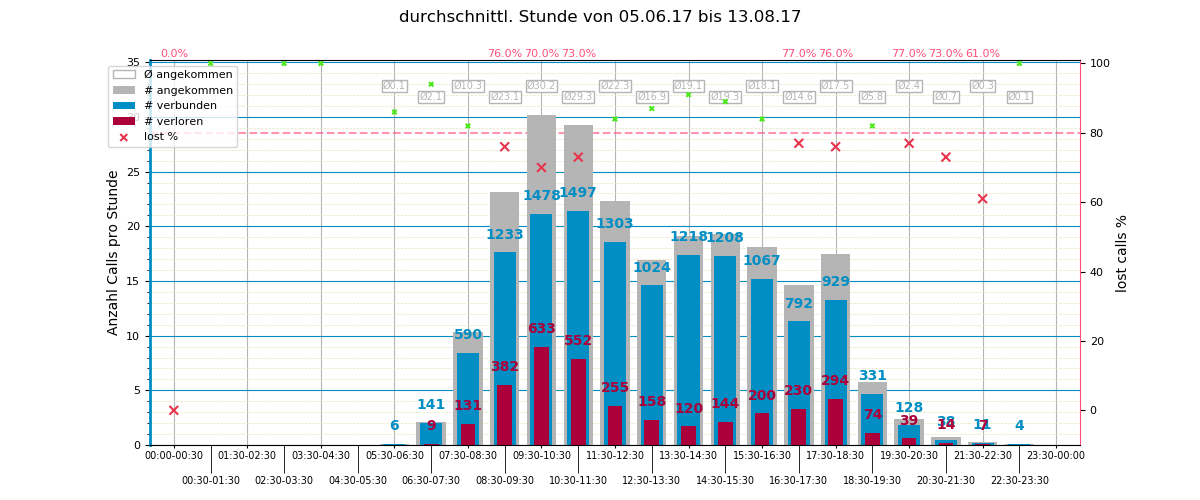 durchschnittl. Stunde von 05.06.17 bis 13.08.17
0.0% 76.0% 70.0% 73.0% 77.0% 76.0% 77.0% 73.0% 61.0%
Ø angekommen
# angekommen
# verbunden
# verloren
lost %
Anzahl Calls pro Stunde
35
30
25
20
15
10
5
0
Ø0.1 Ø10.3 Ø30.2 Ø22.3 Ø19.1 Ø18.1 Ø17.5 Ø2.4 Ø0.3
Ø2.1 Ø23.1 Ø29.3 Ø16.9 Ø19.3 Ø14.6 Ø5.8 Ø0.7 Ø0.1
6 141 590 1233 1478 1497 1303 1024 1218 1208 1067 792 929 331 128 38 11 4
9 131 382 633 552 255 158 120 144 200 230 294 74 39 14 7
100
80
60
40
20
0
lost calls %
00:00-00:30 01:30-02:30 03:30-04:30 05:30-06:30 07:30-08:30 09:30-10:30 11:30-12:30 13:30-14:30 15:30-16:30 17:30-18:30 19:30-20:30 21:30-22:30 23:30-00:00
00:30-01:30 02:30-03:30 04:30-05:30 06:30-07:30 08:30-09:30 10:30-11:30 12:30-13:30 14:30-15:30 16:30-17:30 18:30-19:30 20:30-21:30 22:30-23:30